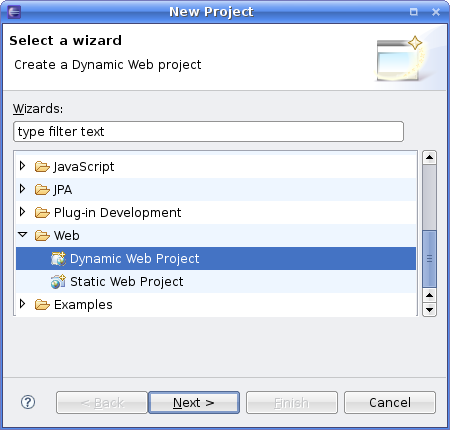 New Project
Select a wizard
Create a Dynamic Web project
Wizards:
type filter text
JavaScript
JPA
Plug-in Development
Web
Dynamic Web Project
Static Web Project
Examples
? < Back Next > Finish Cancel